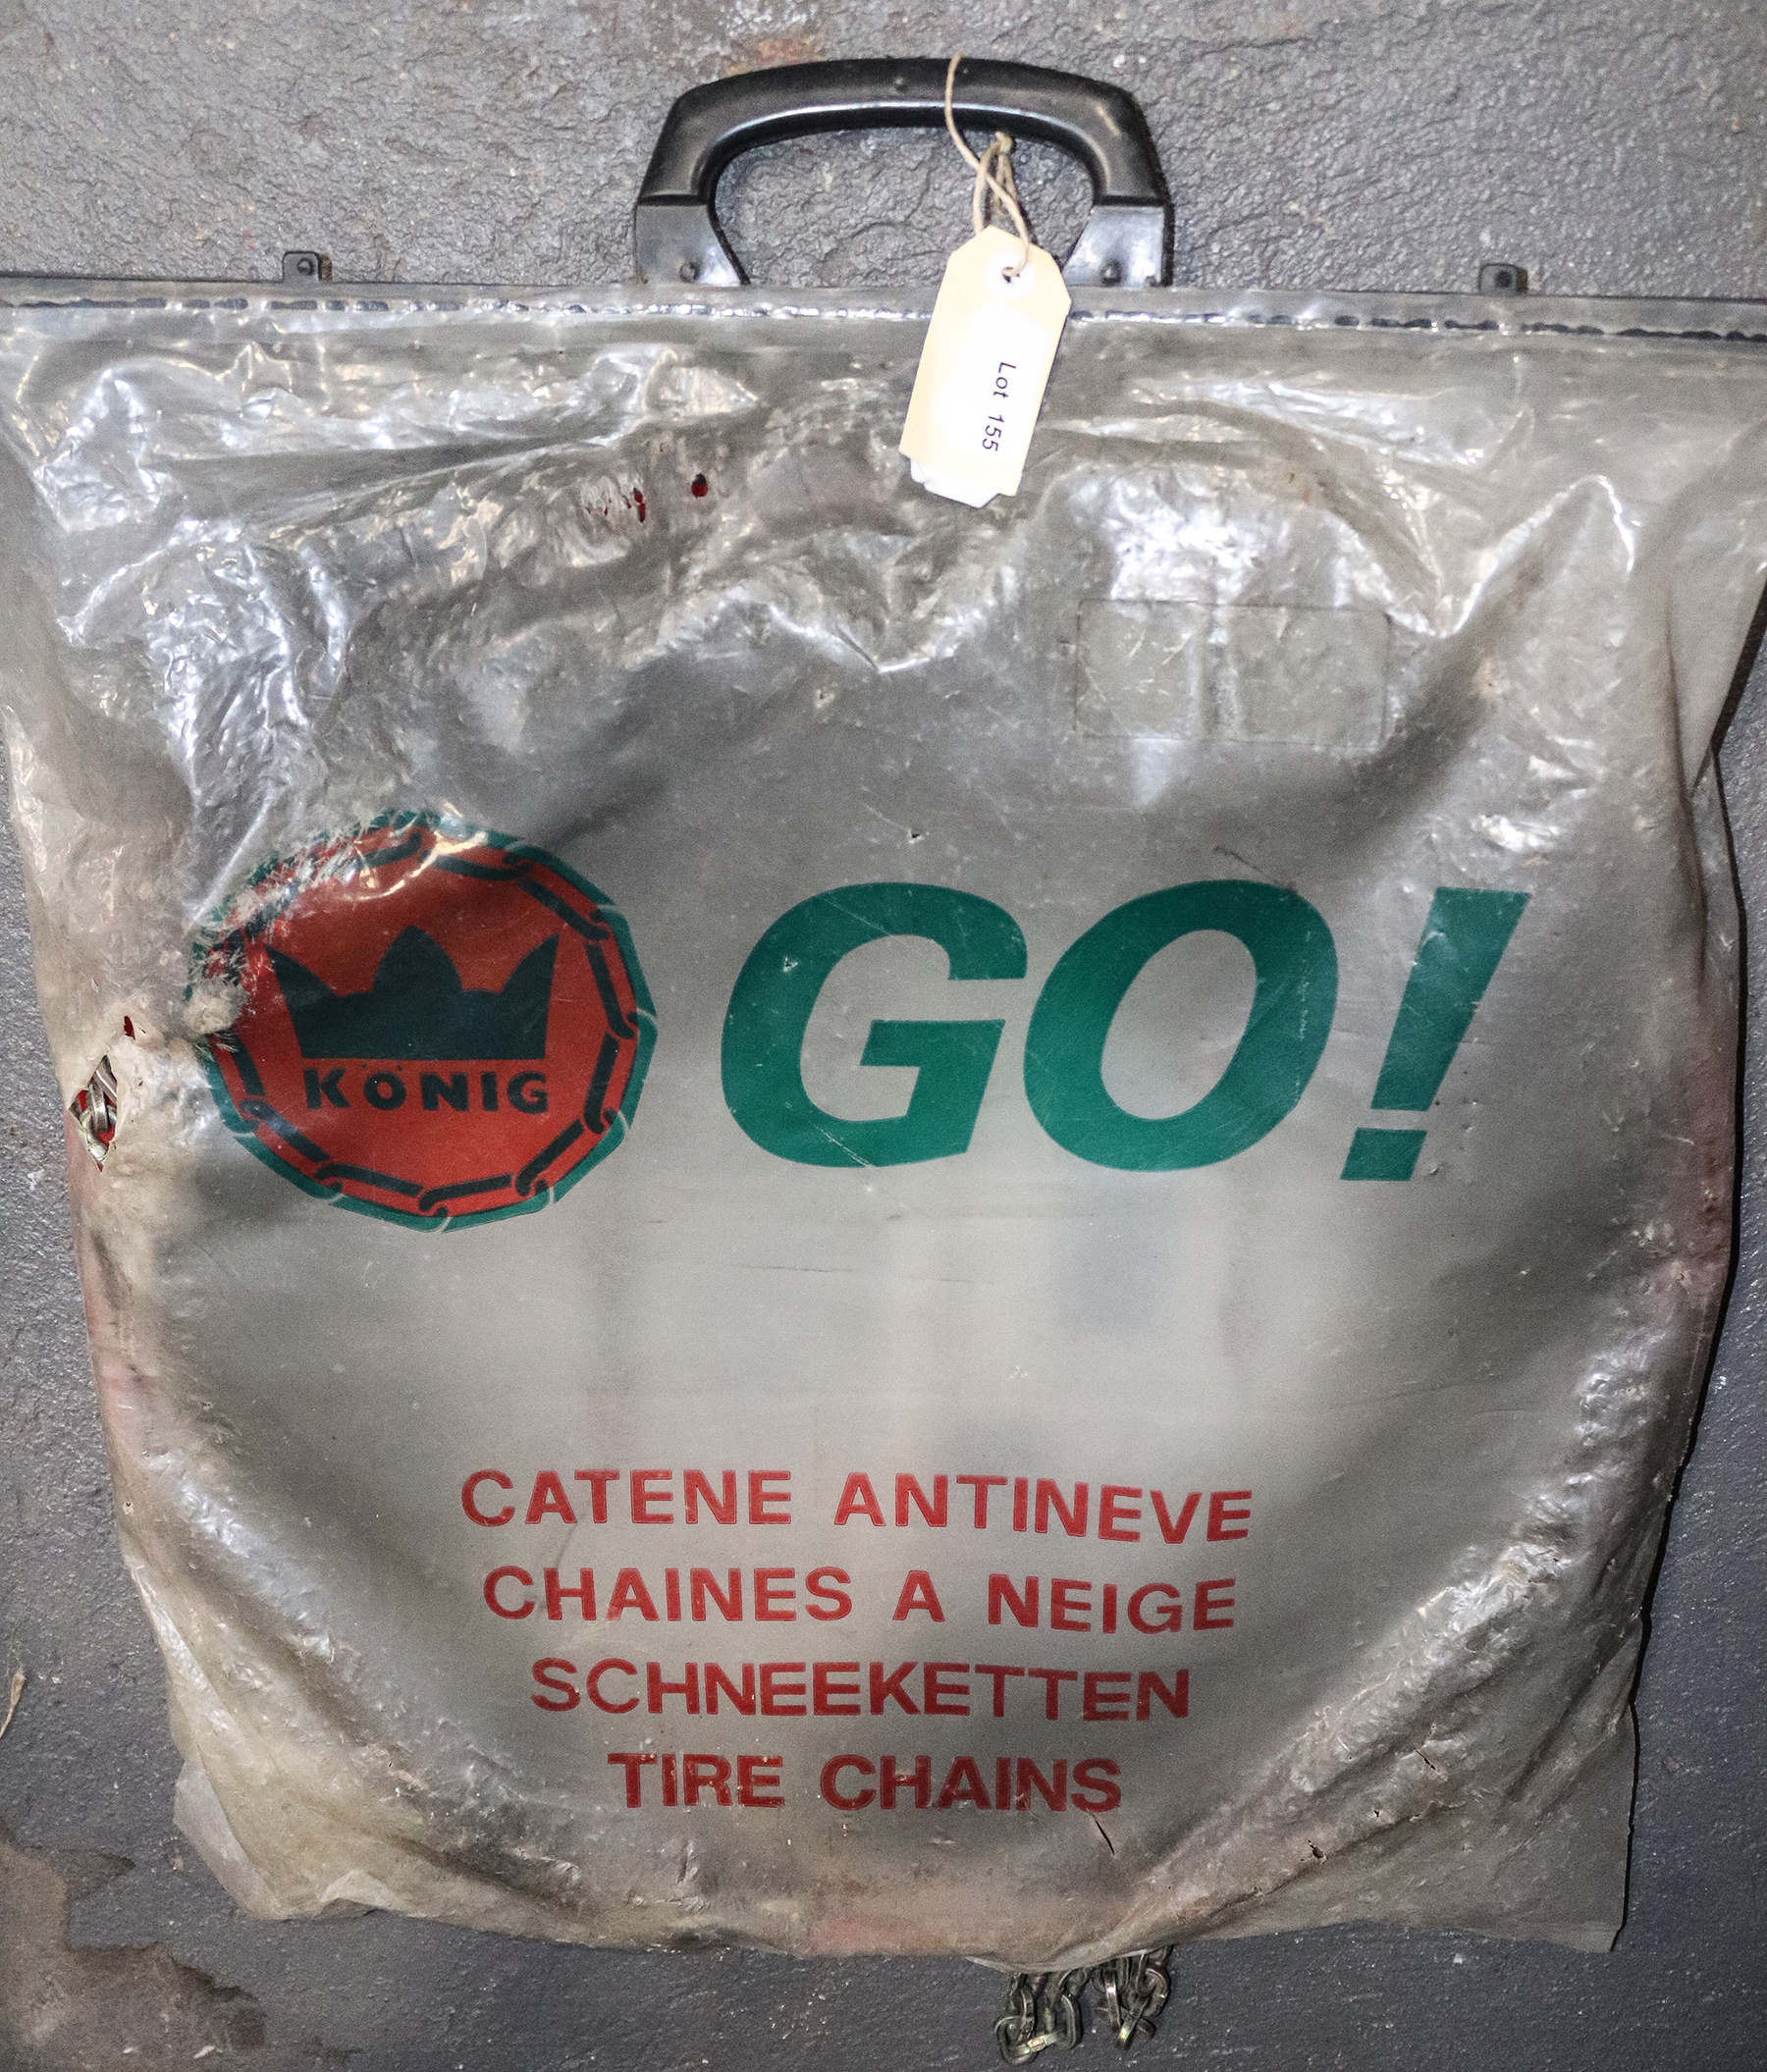 Lot 155
KÖNIG
GO!
CATENE ANTINEVE
CHAINES A NEIGE
SCHNEEKETTEN
TIRE CHAINS